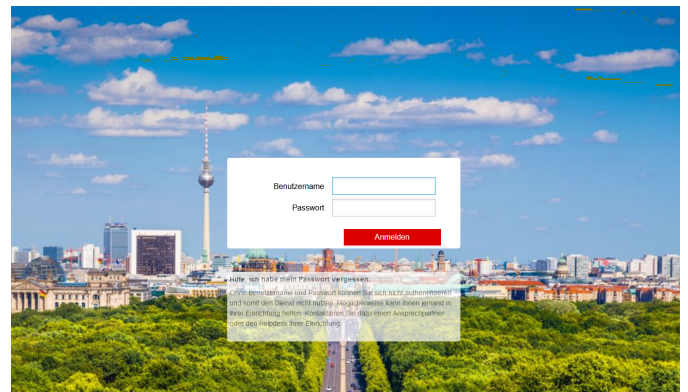 Benutzername
Passwort
Anmelden
Hilfe, ich habe mein Passwort vergessen.
Ohne Benutzername und Passwort können Sie sich nicht authentifizieren
und somit den Dienst nicht nutzen. Möglicherweise kann Ihnen jemand in
Ihrer Einrichtung helfen. Kontaktieren Sie dazu einen Ansprechpartner
oder den Helpdesk Ihrer Einrichtung.